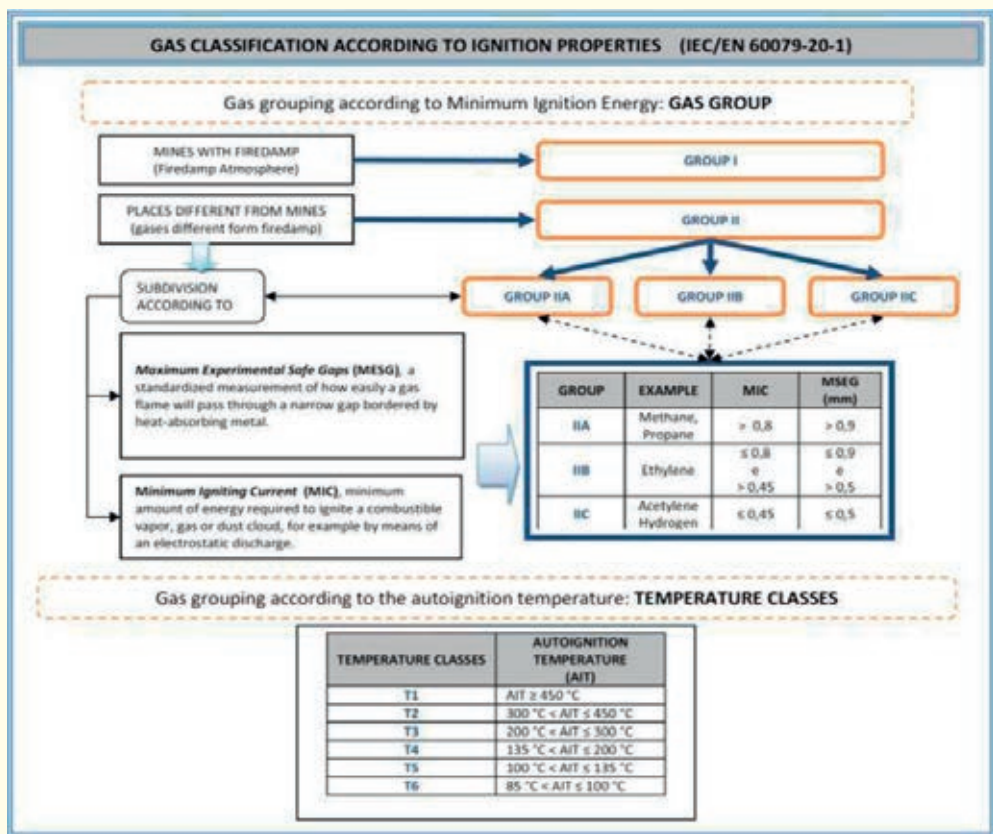 GAS CLASSIFICATION ACCORDING TO IGNITION PROPERTIES (IEC/EN 60079-20-1)
Gas grouping according to Minimum Ignition Energy: GAS GROUP
MINES WITH FIREDAMP
(Firedamp Atmosphere)
GROUP I
PLACES DIFFERENT FROM MINES
(gases different form firedamp)
GROUP II
SUBDIVISION
ACCORDING TO
GROUP IIA
GROUP IIB
GROUP IIC
Maximum Experimental Safe Gaps (MESG), a
standardized measurement of how easily a gas
flame will pass through a narrow gap bordered by
heat-absorbing metal.
Minimum Igniting Current (MIC), minimum
amount of energy required to ignite a combustible
vapor, gas or dust cloud, for example by means of
an electrostatic discharge.
GROUP EXAMPLE MIC MSEG
(mm)
IIA Methane,
Propane > 0,8 > 0,9
IIB Ethylene ≤ 0,8 ≤ 0,9
e e
> 0,45 > 0,5
IIC Acetylene
Hydrogen ≤ 0,45 ≤ 0,5
Gas grouping according to the autoignition temperature: TEMPERATURE CLASSES
TEMPERATURE CLASSES AUTOIGNITION
TEMPERATURE
(AIT)
T1 AIT ≥ 450 °C
T2 300 °C < AIT ≤ 450 °C
T3 200 °C < AIT ≤ 300 °C
T4 135 °C < AIT ≤ 200 °C
T5 100 °C < AIT ≤ 135 °C
T6 85 °C < AIT ≤ 100 °C